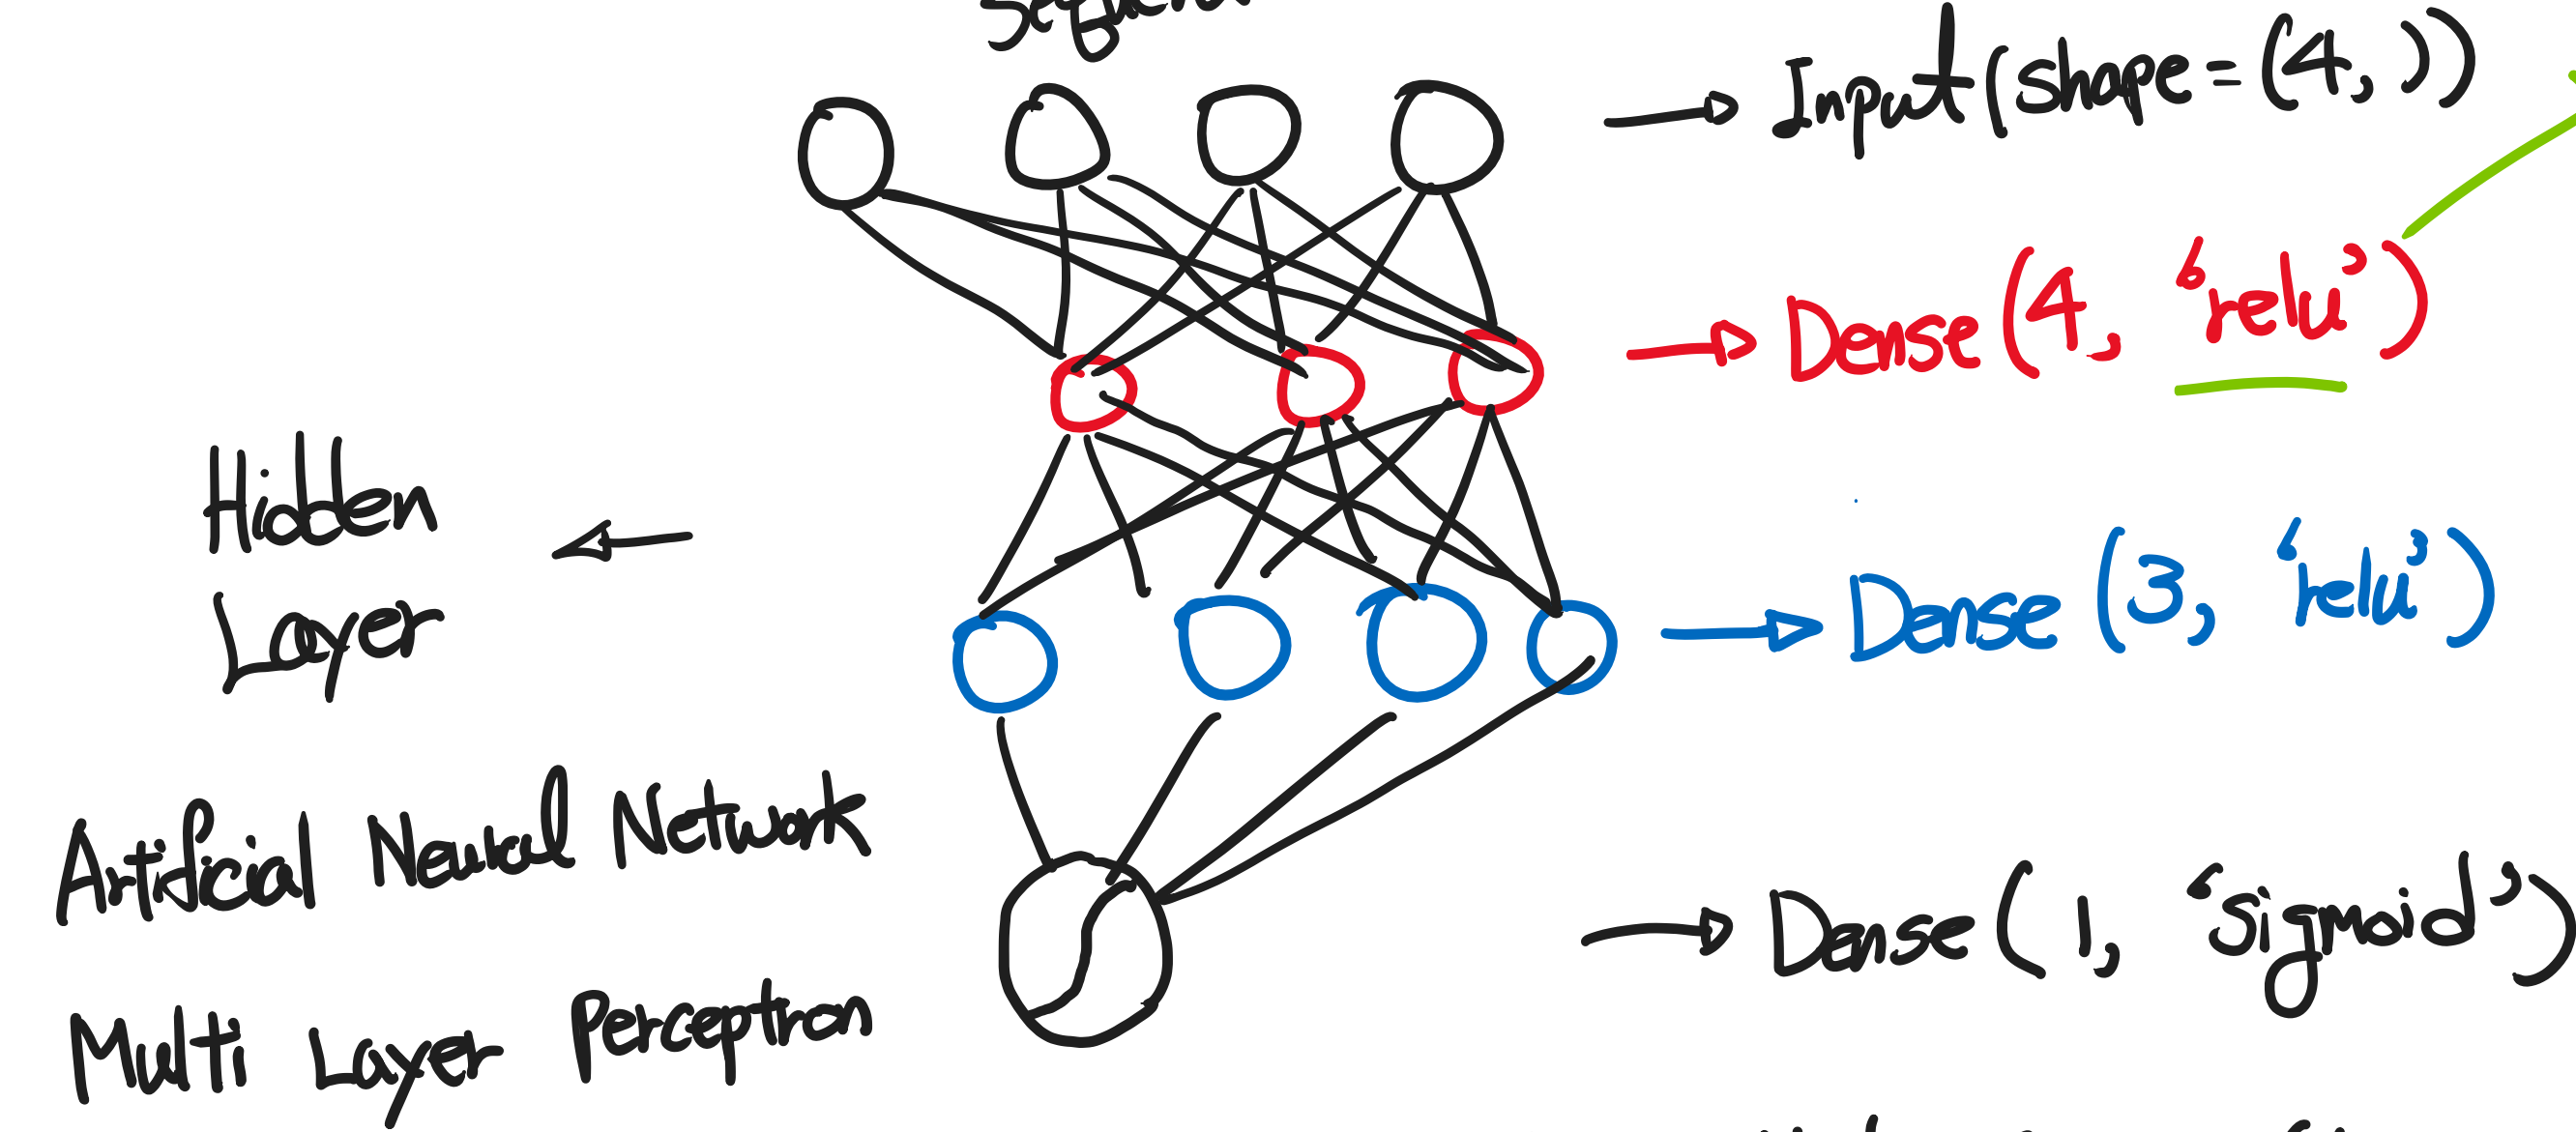 Input(shape=(4,))
Dense(4, 'relu')
Hidden
Layer
Dense(3, 'relu')
Artificial Neural Network
Dense(1, 'sigmoid')
Multi Layer Perceptron